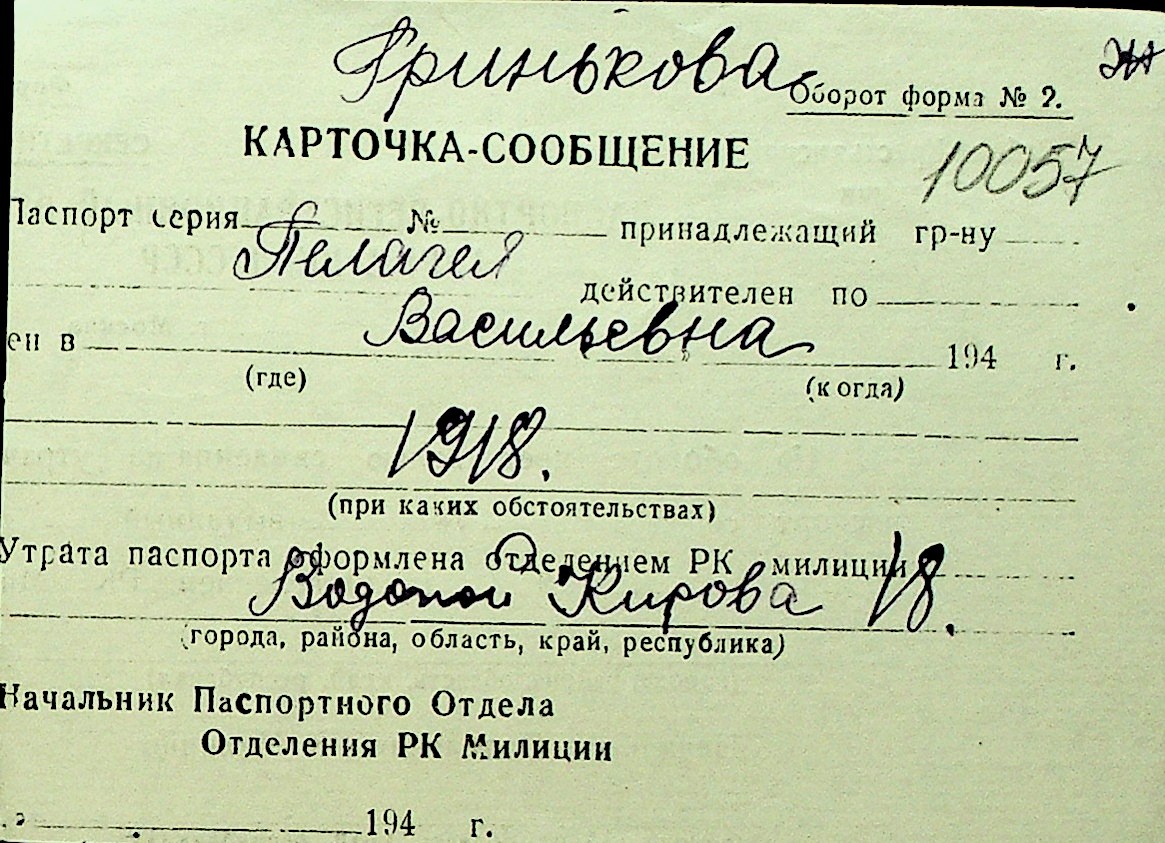 Гринькова
Оборот форма № 2.
КАРТОЧКА-СООБЩЕНИЕ
10057
Паспорт серия № принадлежащий гр-ну
Пелагея
действителен по
Васильевна
ен в 194 г.
(где) (когда)
1918.
(при каких обстоятельствах)
Утрата паспорта оформлена отделением РК милиции
Водопой Кирова 18.
(города, района, область, край, республика)
Начальник Паспортного Отдела
Отделения РК Милиции
194 г.